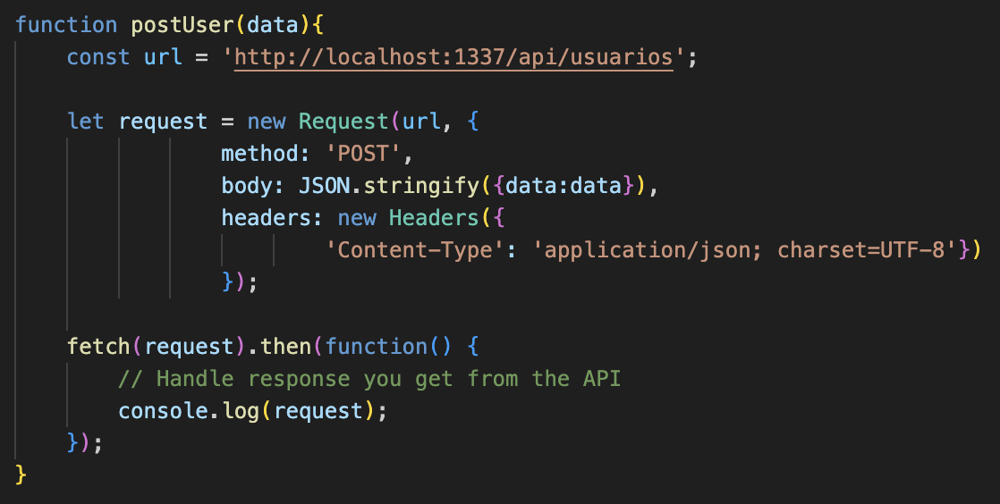 function postUser(data){
const url = 'http://localhost:1337/api/usuarios';
let request = new Request(url, {
method: 'POST',
body: JSON.stringify({data:data}),
headers: new Headers({
'Content-Type': 'application/json; charset=UTF-8'})
});
fetch(request).then(function() {
// Handle response you get from the API
console.log(request);
});
}